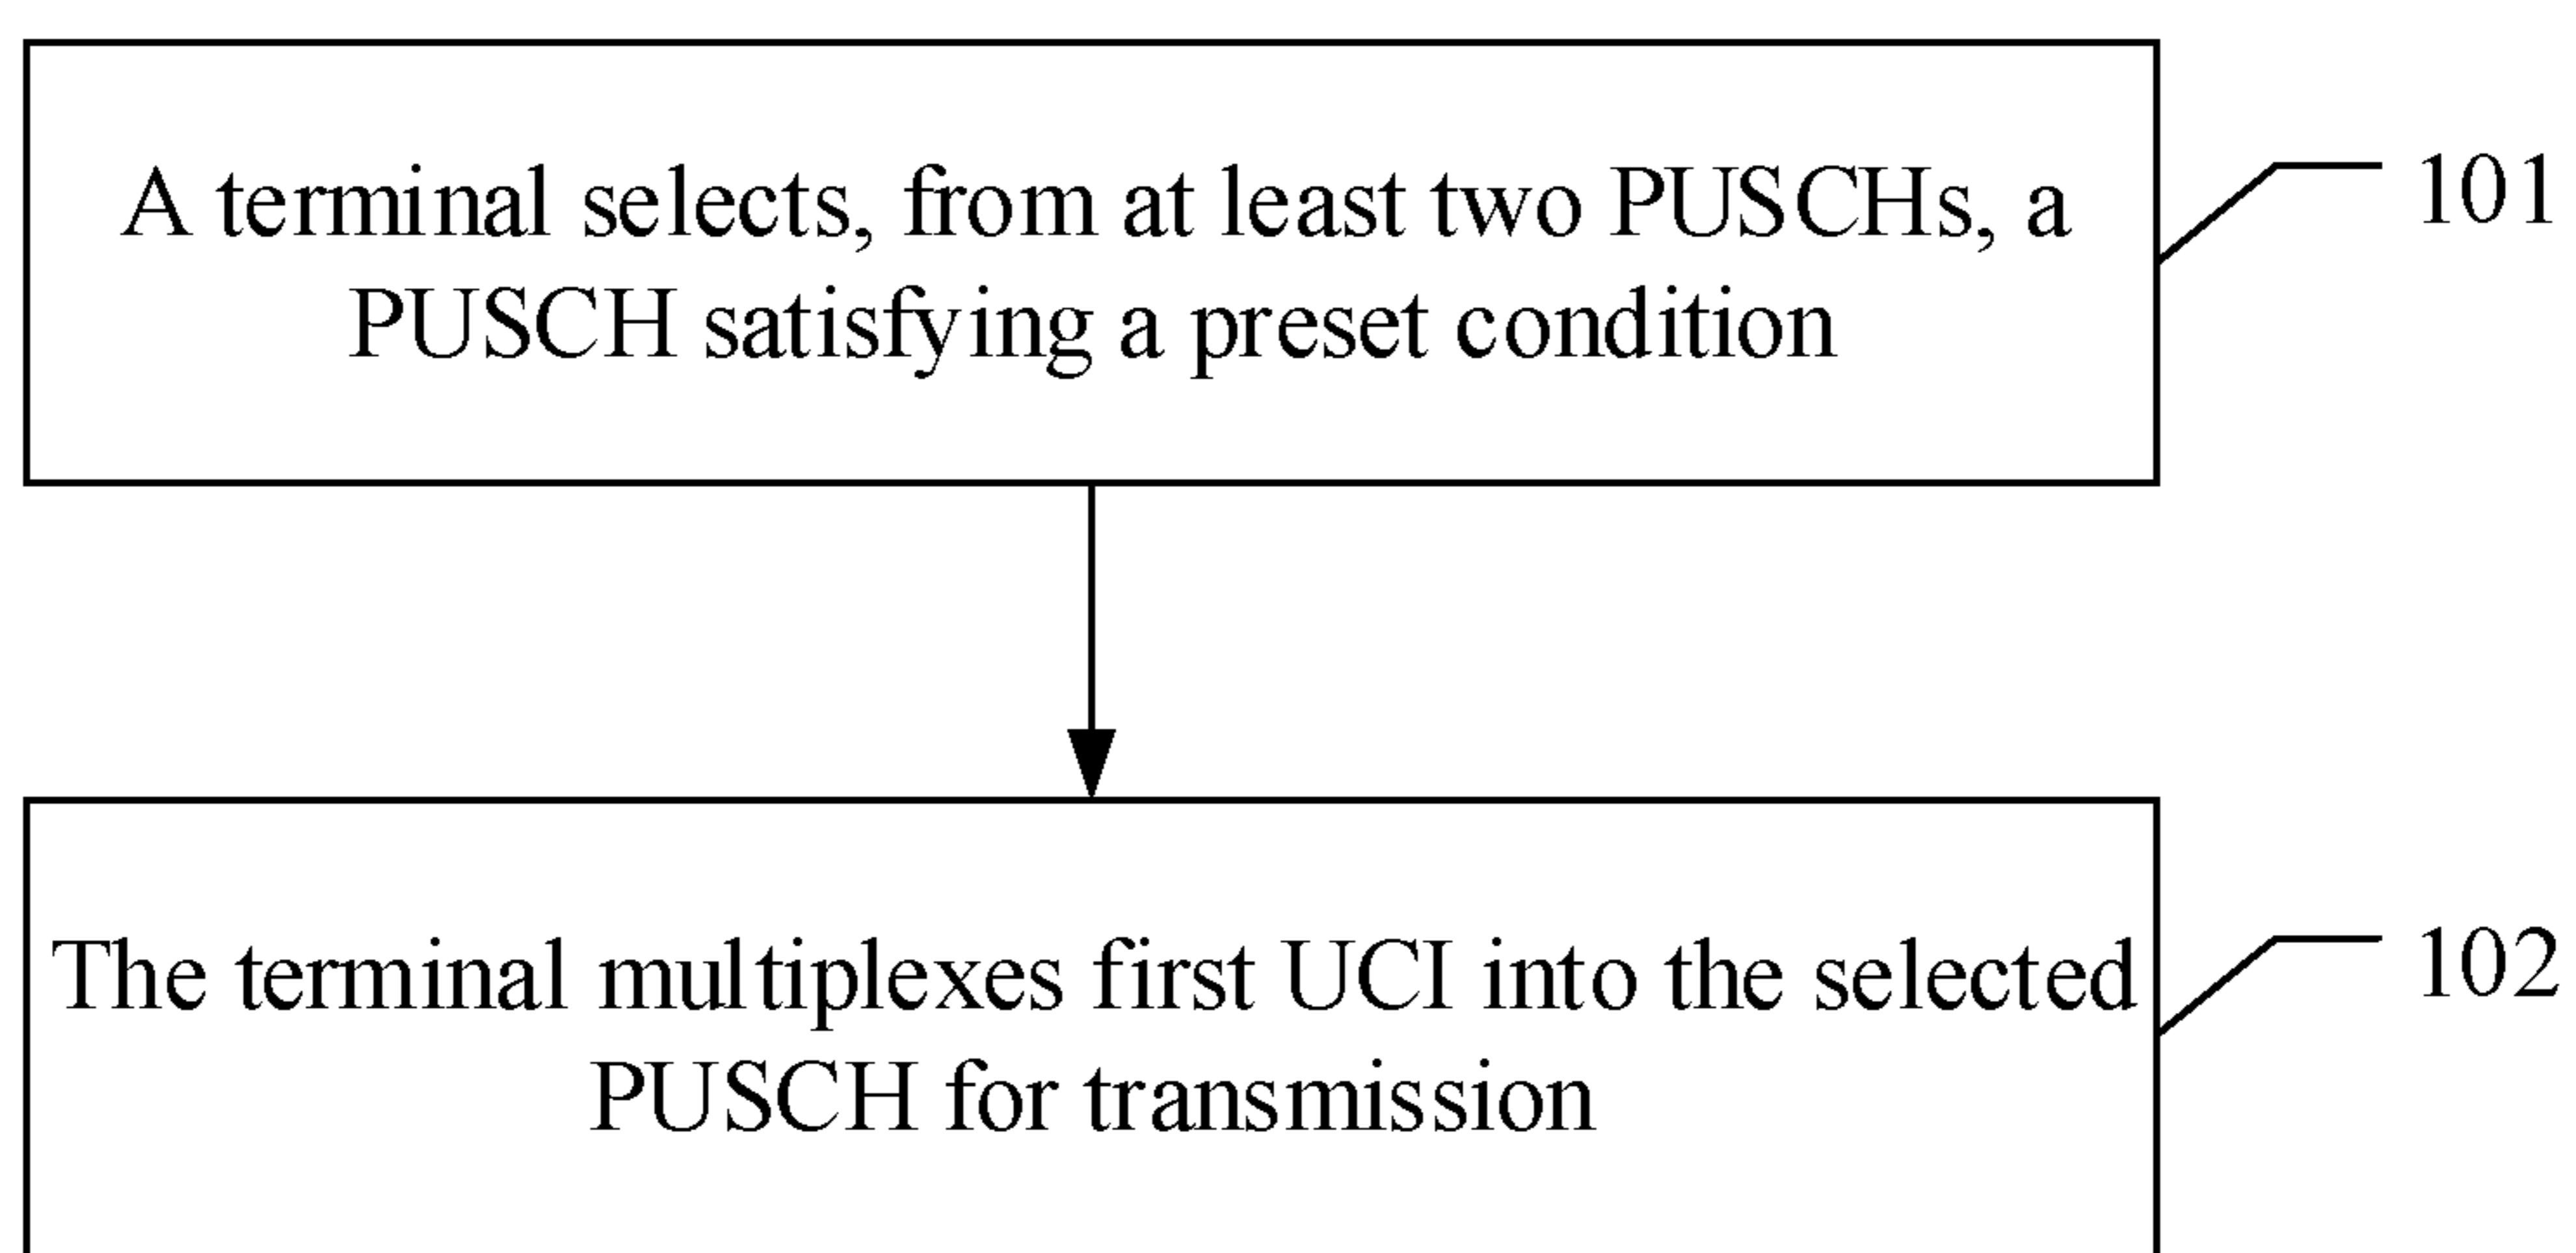 A terminal selects, from at least two PUSCHs, a
PUSCH satisfying a preset condition
101
The terminal multiplexes first UCI into the selected
PUSCH for transmission
102